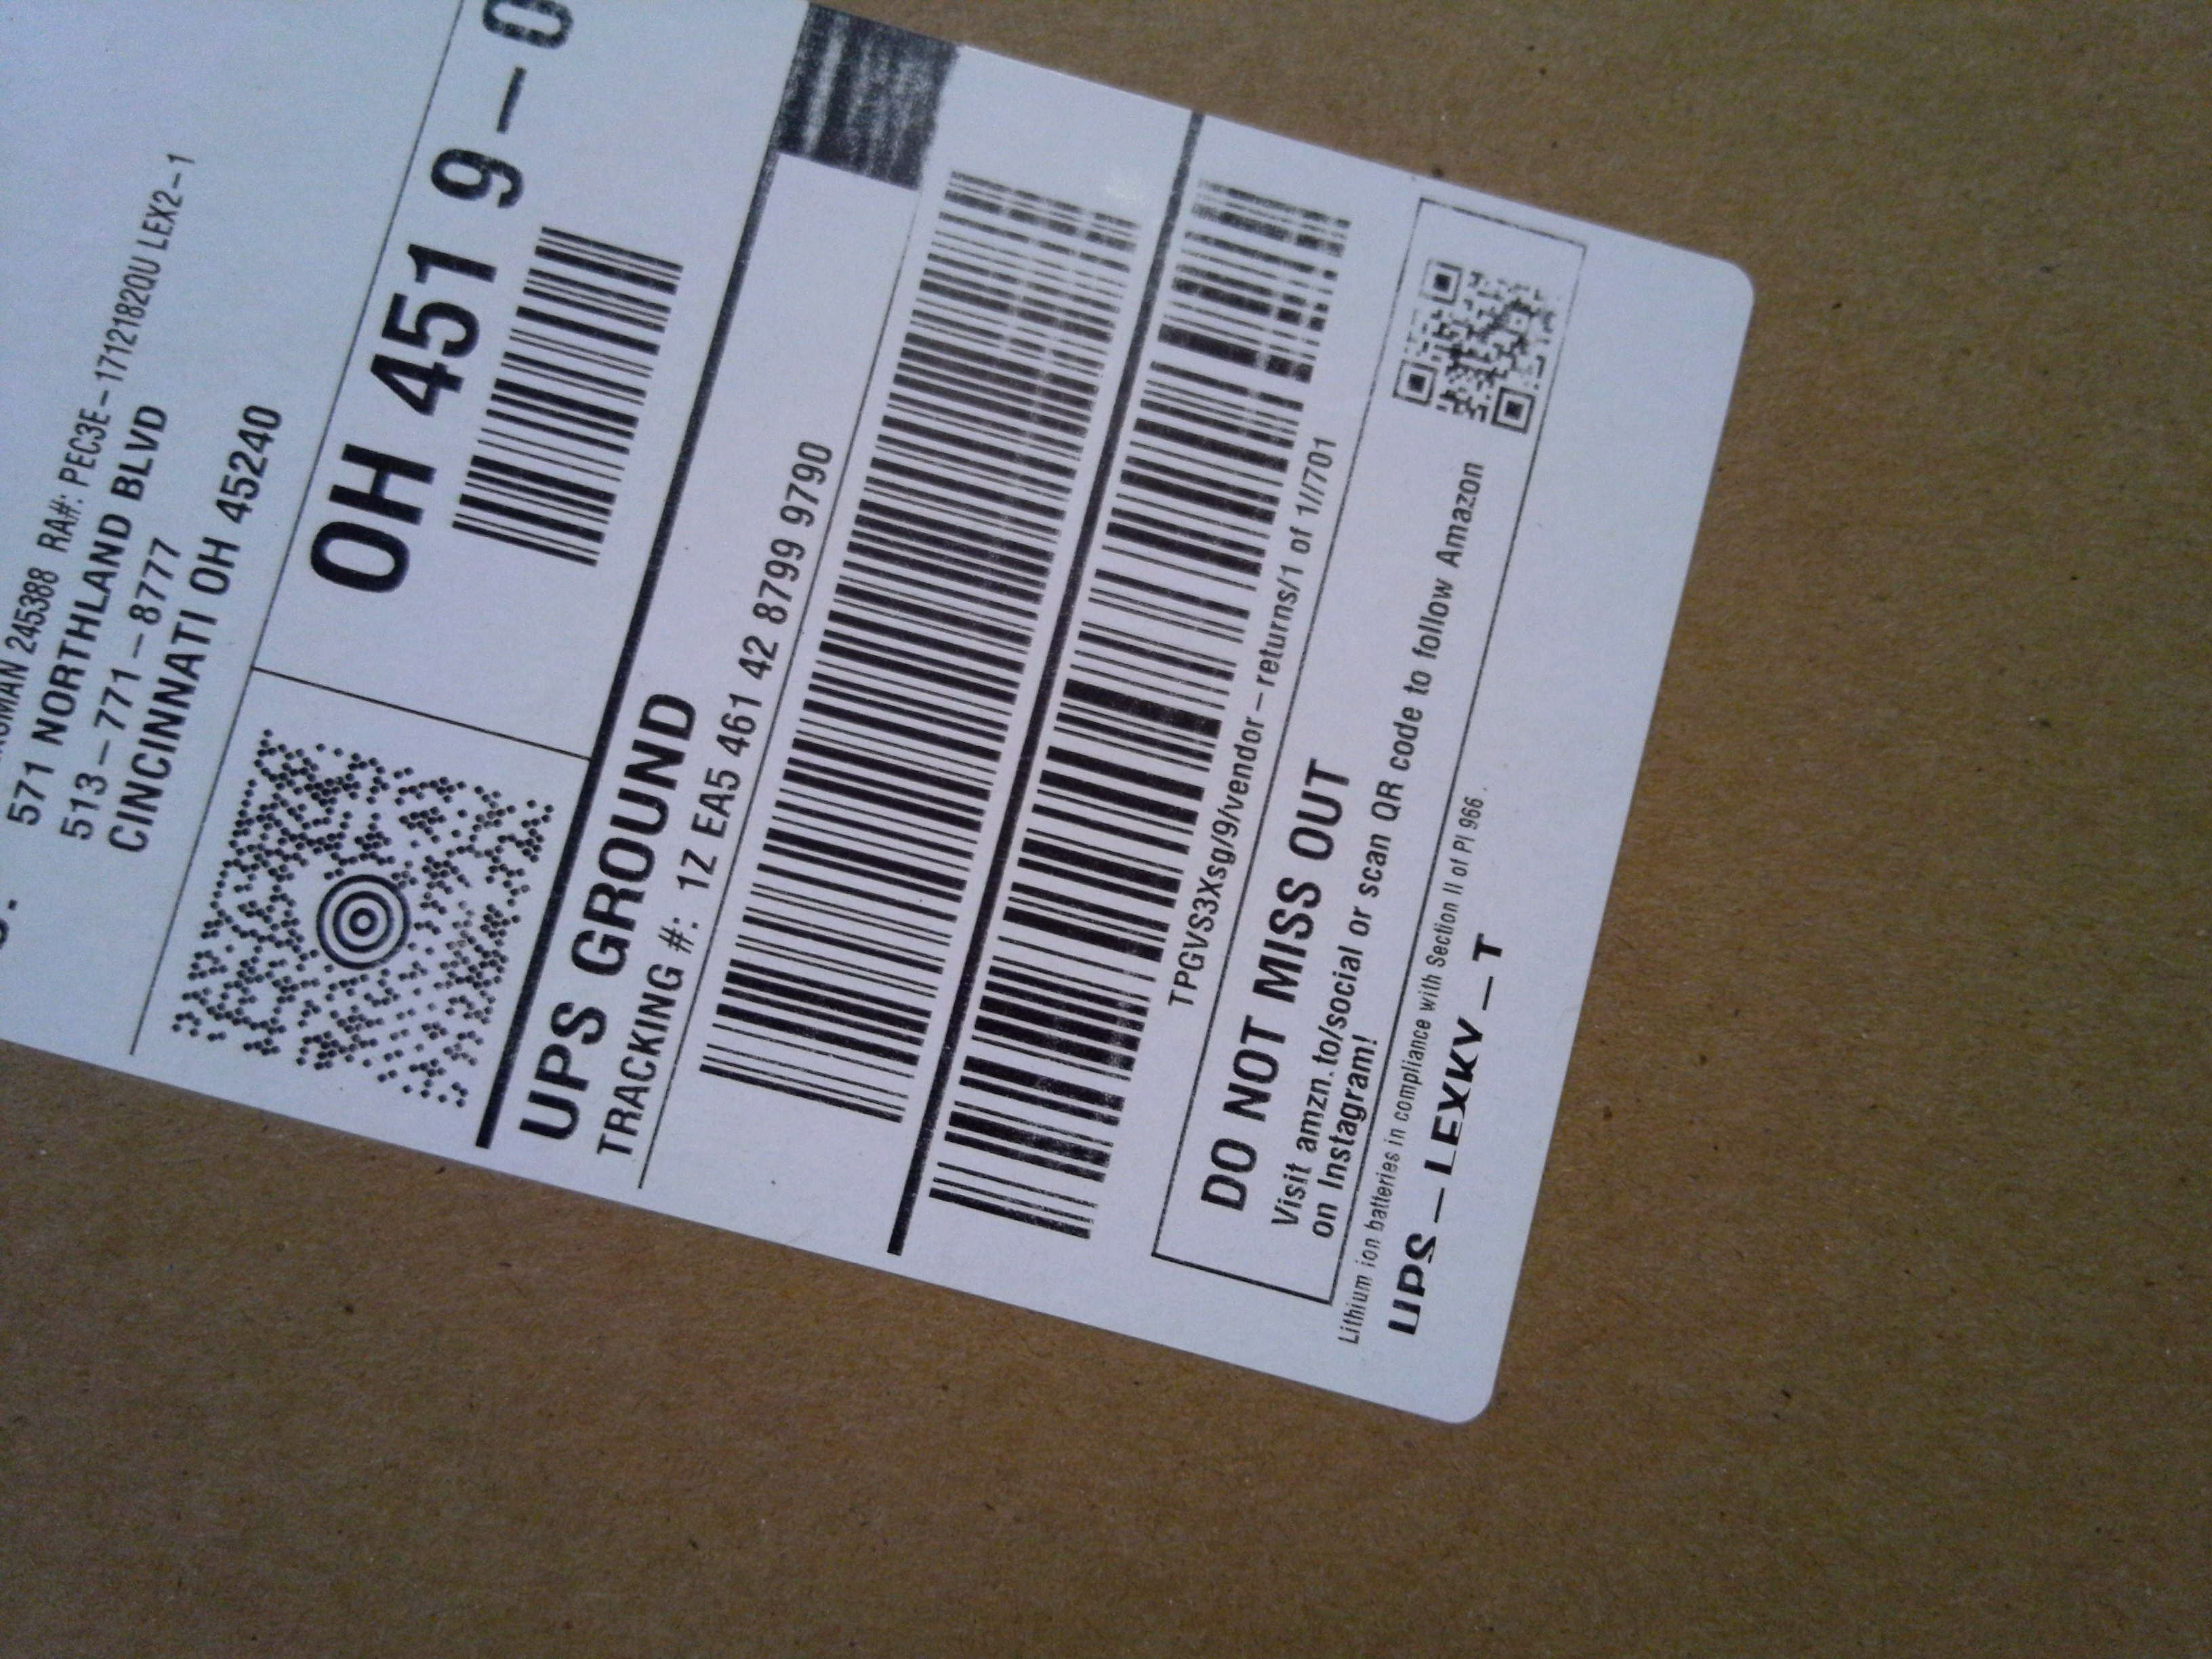 245388 RA#: PEC3E-1712182QU LEX2-1
571 NORTHLAND BLVD
513-771-8777
CINCINNATI OH 45240
OH 451 9-0
UPS GROUND
TRACKING #: 1Z EA5 461 42 8799 9790
TPGVS3Xsg/9/vendor-returns/1 of 1//701
DO NOT MISS OUT
Visit amzn.to/social or scan QR code to follow Amazon
on Instagram!
Lithium ion batteries in compliance with Section II of PI 966.
UPS-LEXKY-T